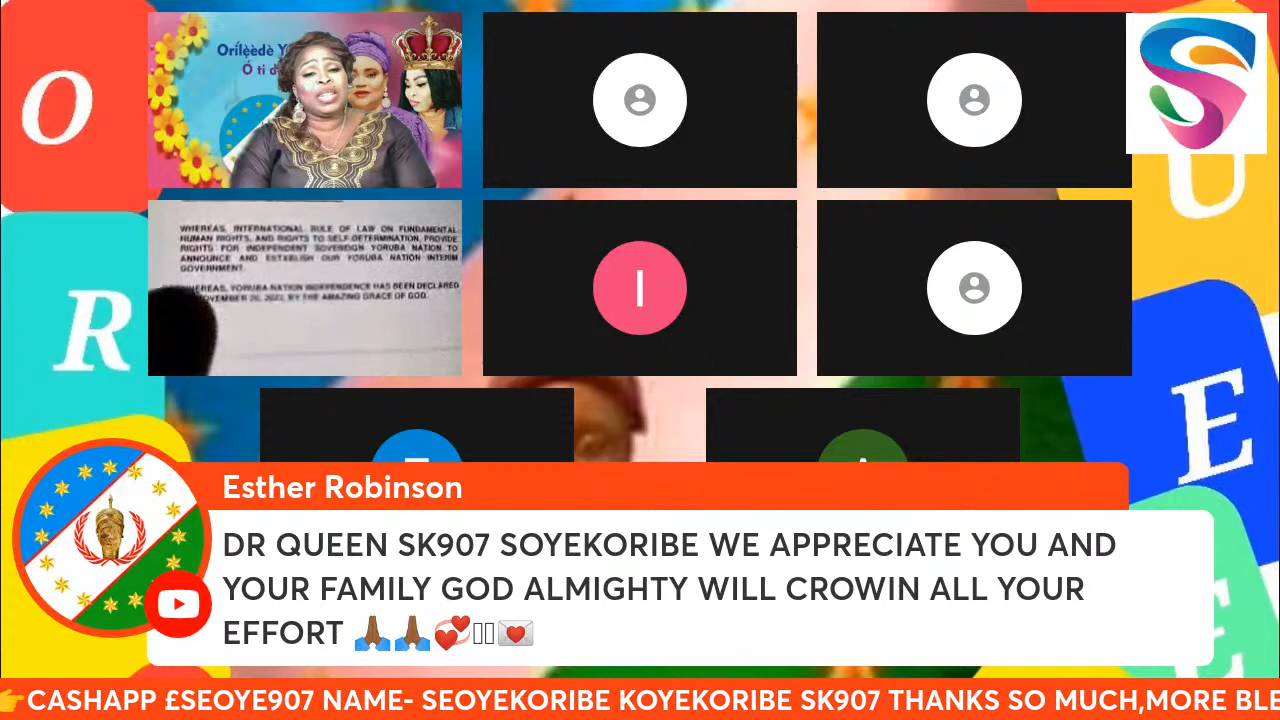 O
R
U
E
E
Orílẹ̀èdè Y
Ó ti d
WHEREAS, INTERNATIONAL RULE OF LAW ON FUNDAMENTAL
HUMAN RIGHTS, AND RIGHTS TO SELF DETERMINATION, PROVIDE
RIGHTS FOR INDEPENDENT SOVEREIGN YORUBA NATION TO
ANNOUNCE AND ESTABLISH OUR YORUBA NATION INTERIM
GOVERNMENT.
WHEREAS, YORUBA NATION INDEPENDENCE HAS BEEN DECLARED
NOVEMBER 20, 2022, BY THE AMAZING GRACE OF GOD.
I
Esther Robinson
DR QUEEN SK907 SOYEKORIBE WE APPRECIATE YOU AND
YOUR FAMILY GOD ALMIGHTY WILL CROWIN ALL YOUR
EFFORT 🙏🏾🙏🏾💞💌
👉CASHAPP £SEOYE907 NAME- SEOYEKORIBE KOYEKORIBE SK907 THANKS SO MUCH,MORE BLE